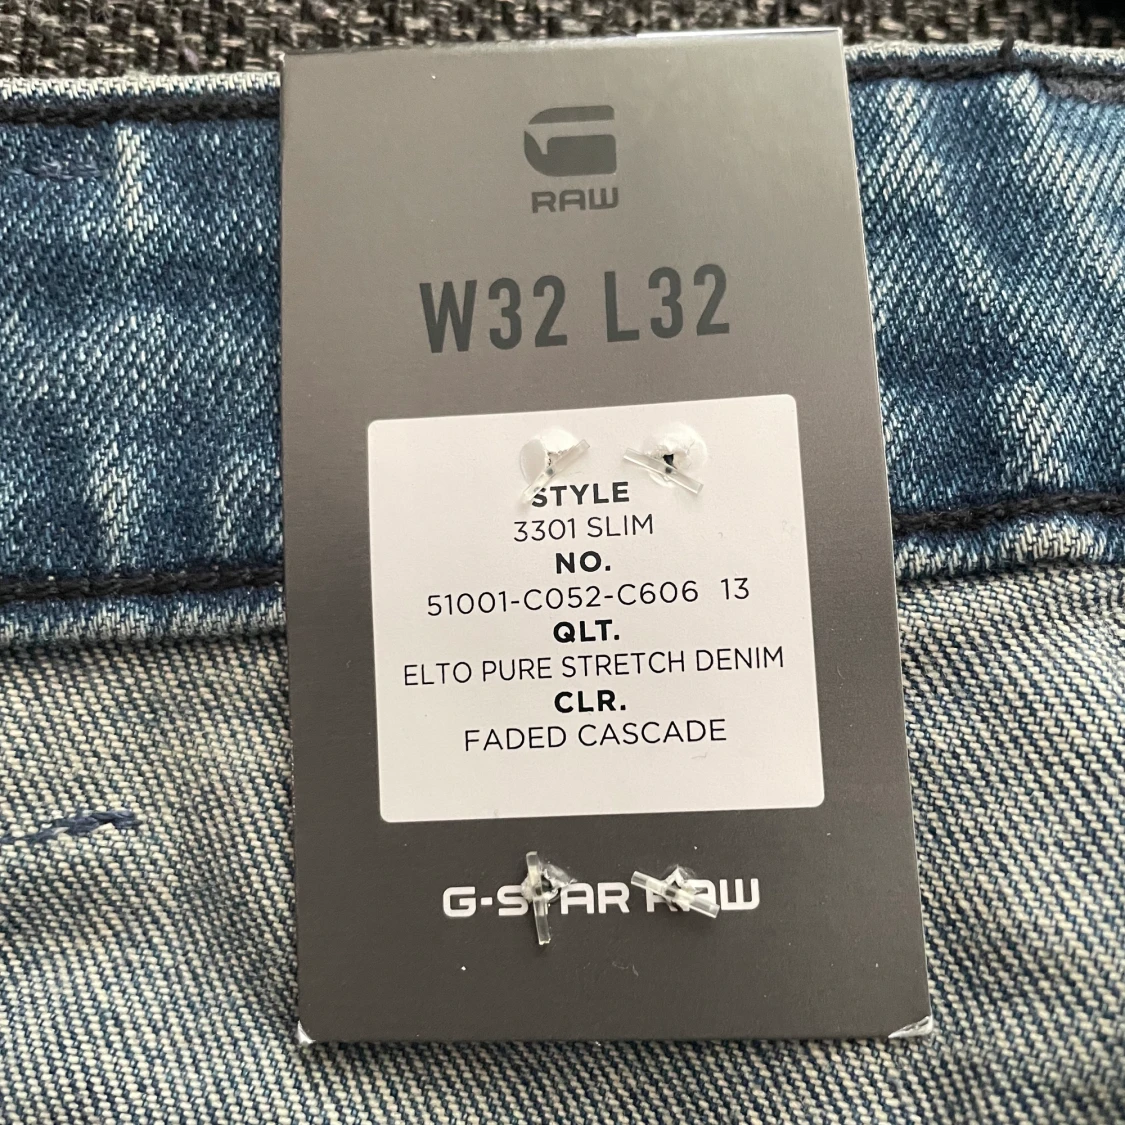 RAW
W32 L32
STYLE
3301 SLIM
NO.
51001-C052-C606 13
QLT.
ELTO PURE STRETCH DENIM
CLR.
FADED CASCADE
G-STAR RAW